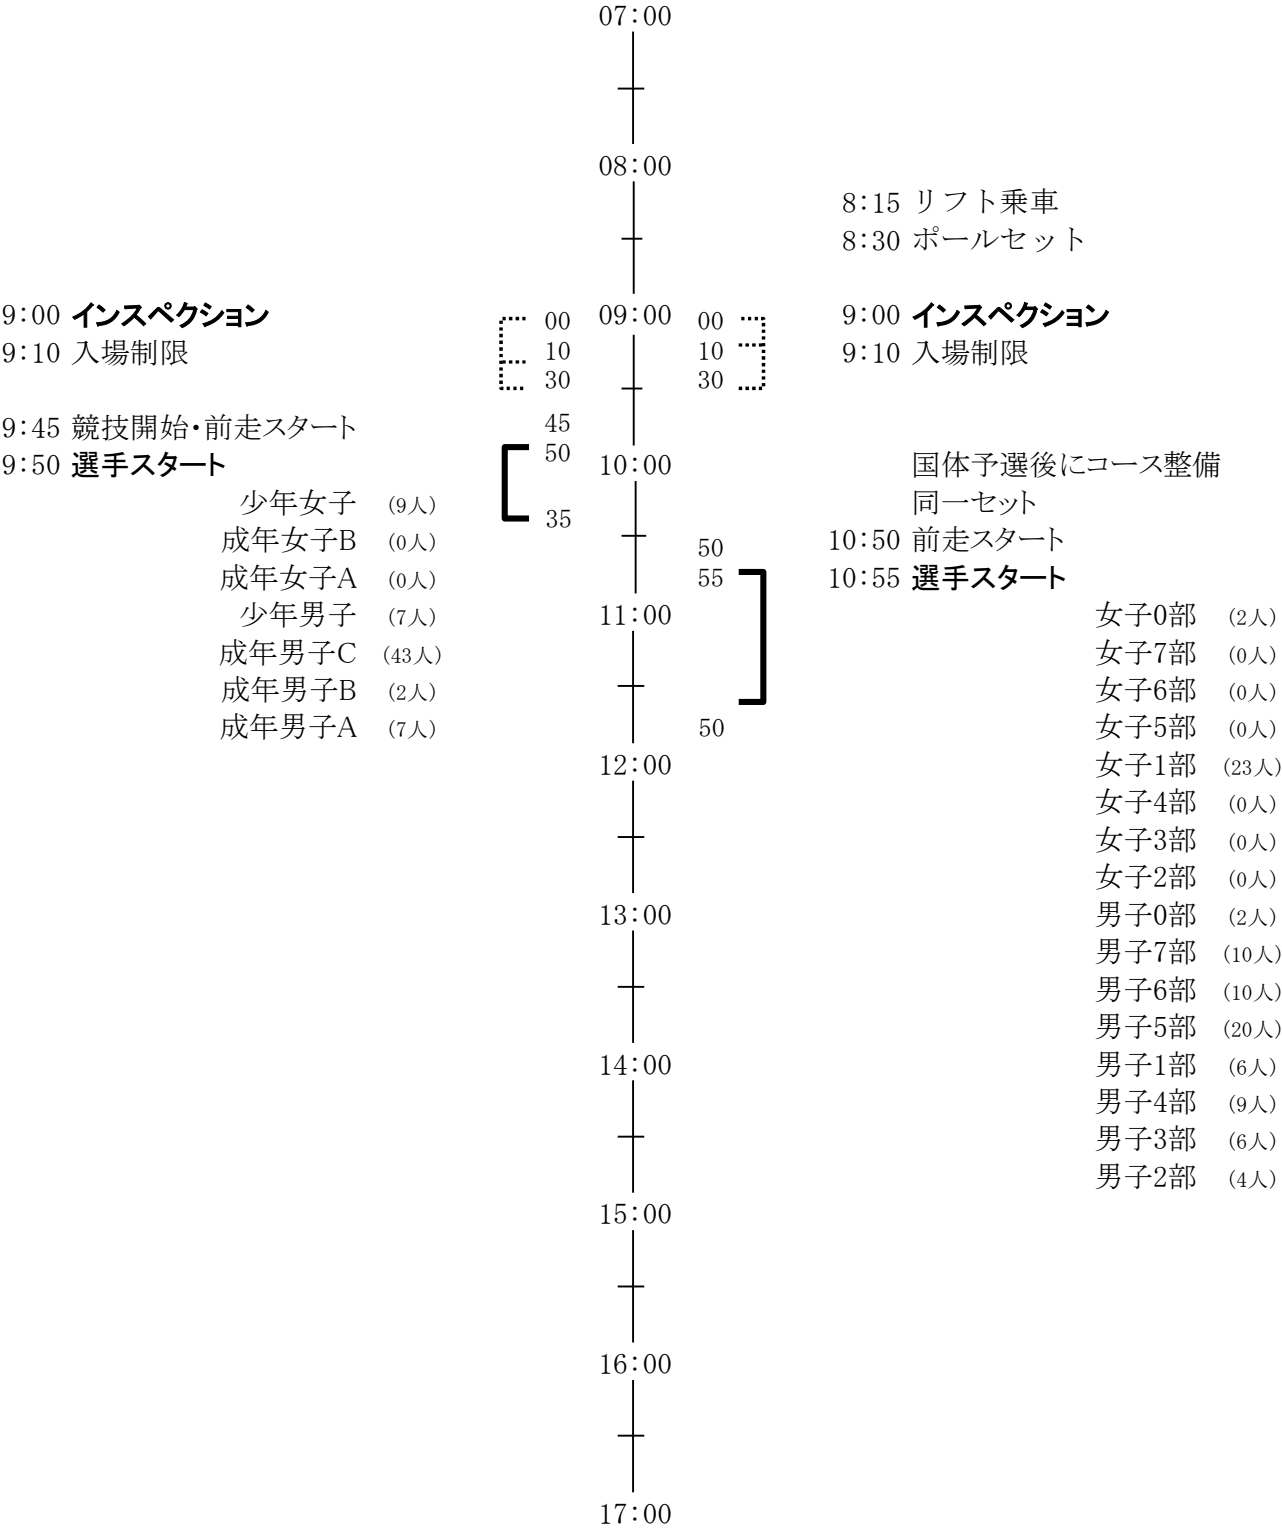 07:00
08:00
8:15 リフト乗車
8:30 ポールセット
9:00 インスペクション 00 09:00 00 9:00 インスペクション
9:10 入場制限 10 10 9:10 入場制限
30 30
9:45 競技開始・前走スタート 45
9:50 選手スタート 50 10:00 国体予選後にコース整備
少年女子 (9人) 35 同一セット
成年女子B (0人) 50 10:50 前走スタート
成年女子A (0人) 55 10:55 選手スタート
少年男子 (7人) 11:00 女子0部 (2人)
成年男子C (43人) 女子7部 (0人)
成年男子B (2人) 女子6部 (0人)
成年男子A (7人) 50 女子5部 (0人)
12:00 女子1部 (23人)
女子4部 (0人)
女子3部 (0人)
女子2部 (0人)
13:00 男子0部 (2人)
男子7部 (10人)
男子6部 (10人)
男子5部 (20人)
14:00 男子1部 (6人)
男子4部 (9人)
男子3部 (6人)
男子2部 (4人)
15:00
16:00
17:00